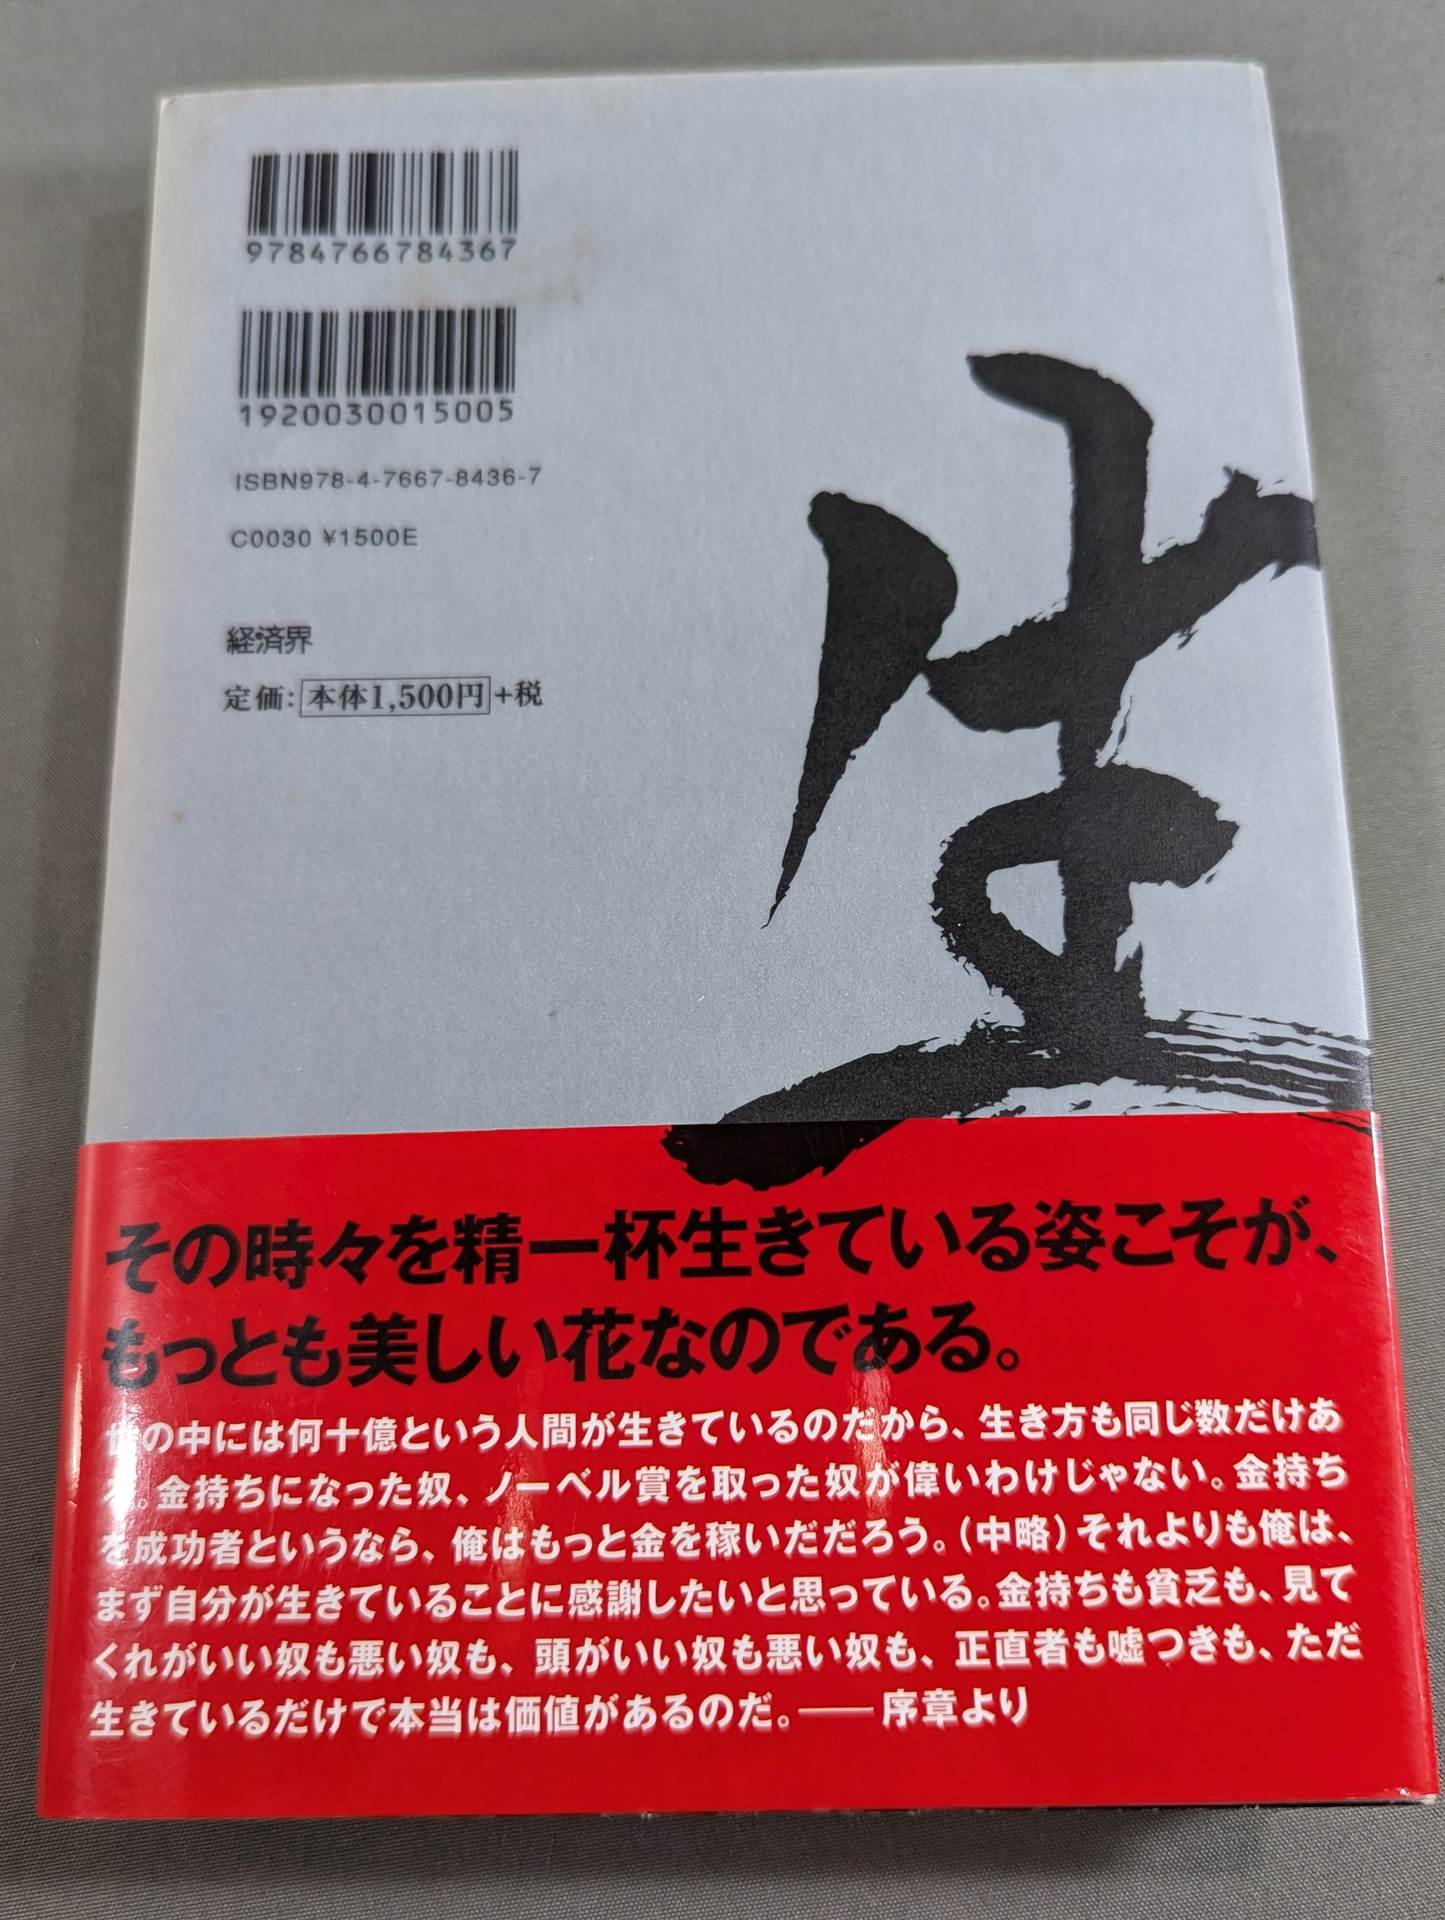 9784766784367
1920030015005
ISBN978-4-7667-8436-7
C0030 ¥1500E
経済界
定価：本体1,500円+税
生
その時々を精一杯生きている姿こそが、
もっとも美しい花なのである。
世の中には何十億という人間が生きているのだから、生き方も同じ数だけあ
る。金持ちになった奴、ノーベル賞を取った奴が偉いわけじゃない。金持ち
を成功者というなら、俺はもっと金を稼いだだろう。（中略）それよりも俺は、
まず自分が生きていることに感謝したいと思っている。金持ちも貧乏も、見て
くれがいい奴も悪い奴も、頭がいい奴も悪い奴も、正直者も嘘つきも、ただ
生きているだけで本当は価値があるのだ。——序章より